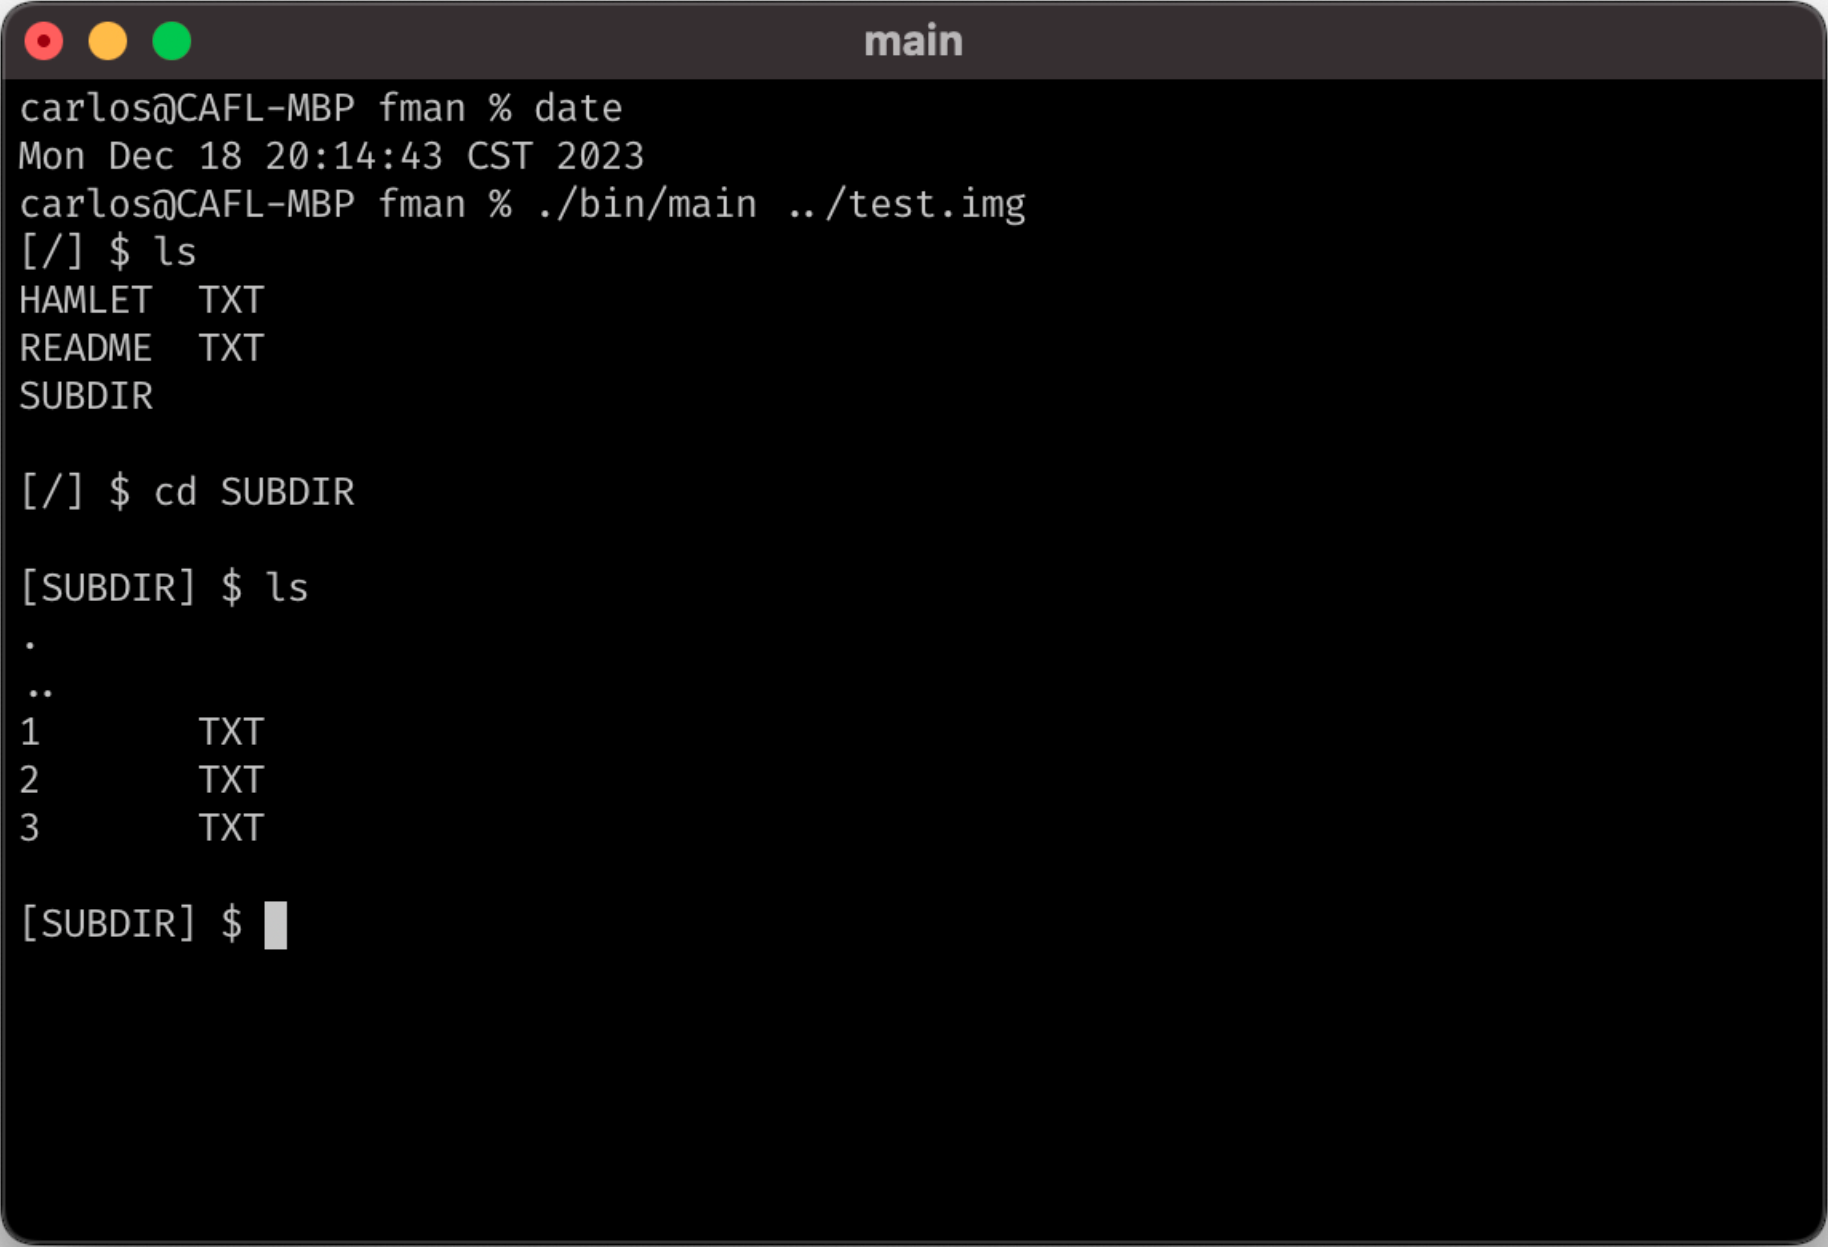 main
carlos@CAFL-MBP fman % date
Mon Dec 18 20:14:43 CST 2023
carlos@CAFL-MBP fman % ./bin/main ../test.img
[/] $ ls
HAMLET  TXT
README  TXT
SUBDIR
[/] $ cd SUBDIR
[SUBDIR] $ ls
.
..
1       TXT
2       TXT
3       TXT
[SUBDIR] $